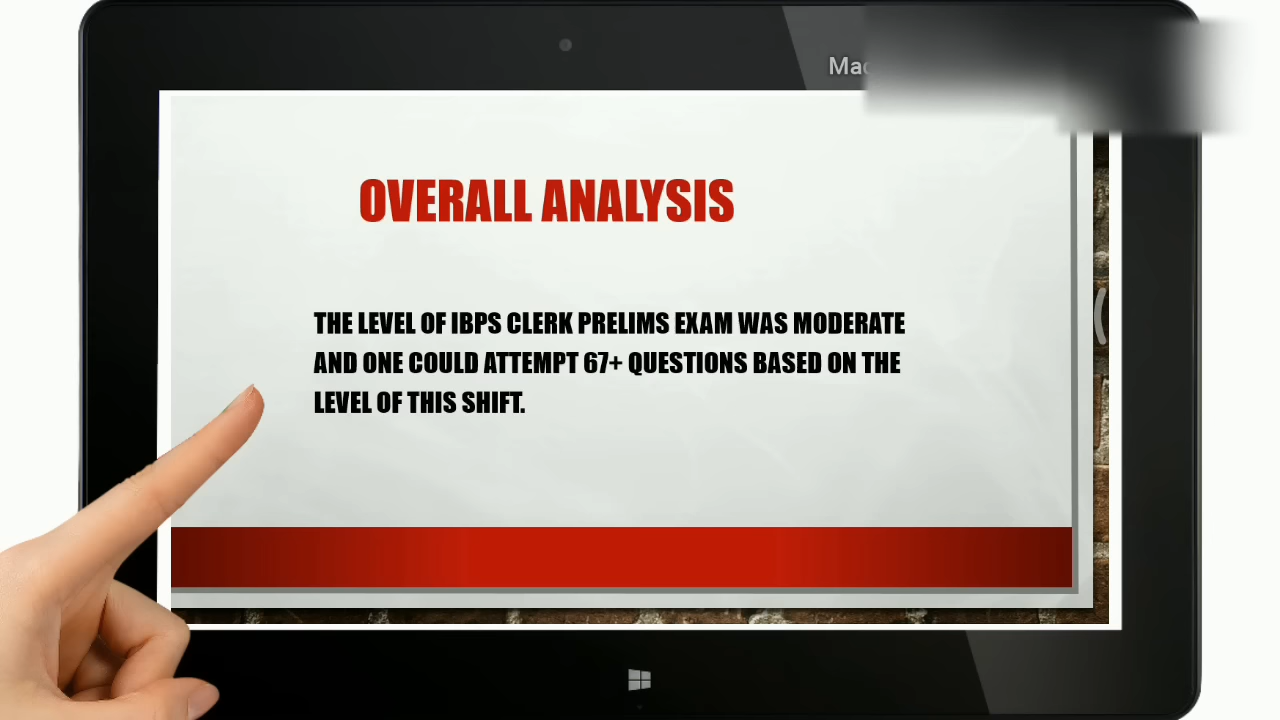 OVERALL ANALYSIS
THE LEVEL OF IBPS CLERK PRELIMS EXAM WAS MODERATE
AND ONE COULD ATTEMPT 67+ QUESTIONS BASED ON THE
LEVEL OF THIS SHIFT.